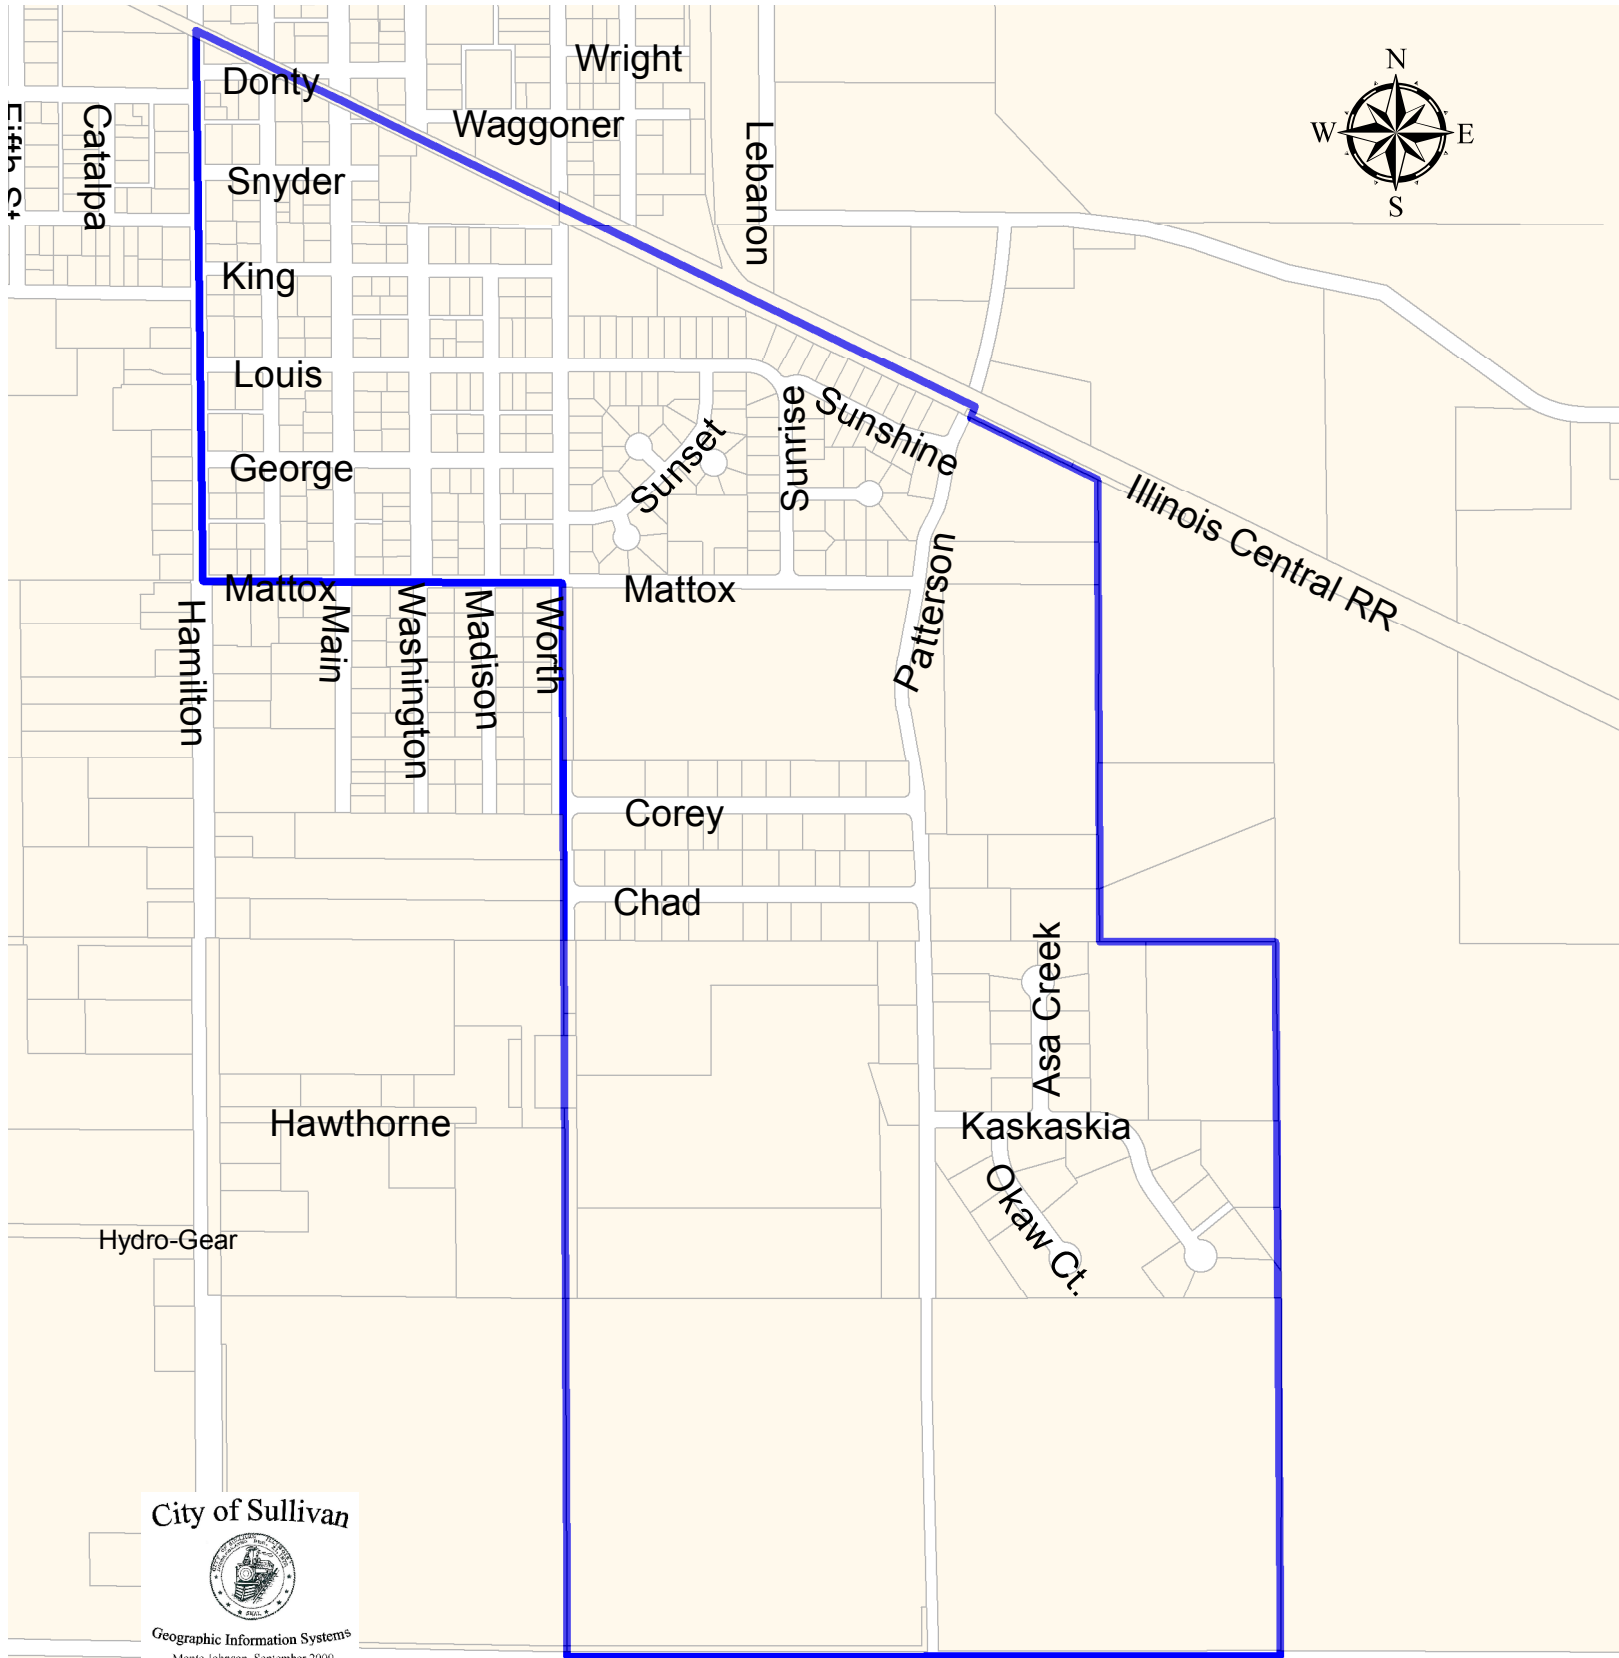 N
Wright
Donty
Catalpa
Waggoner
Lebanon
W
E
Snyder
S
King
Louis
Sunrise
Sunshine
George
Sunset
Illinois Central RR
Patterson
Mattox
Mattox
Hamilton
Main
Washington
Madison
Worth
Corey
Chad
Asa Creek
Hawthorne
Kaskaskia
Okaw Ct.
Hydro-Gear
City of Sullivan
SEAL
Geographic Information Systems